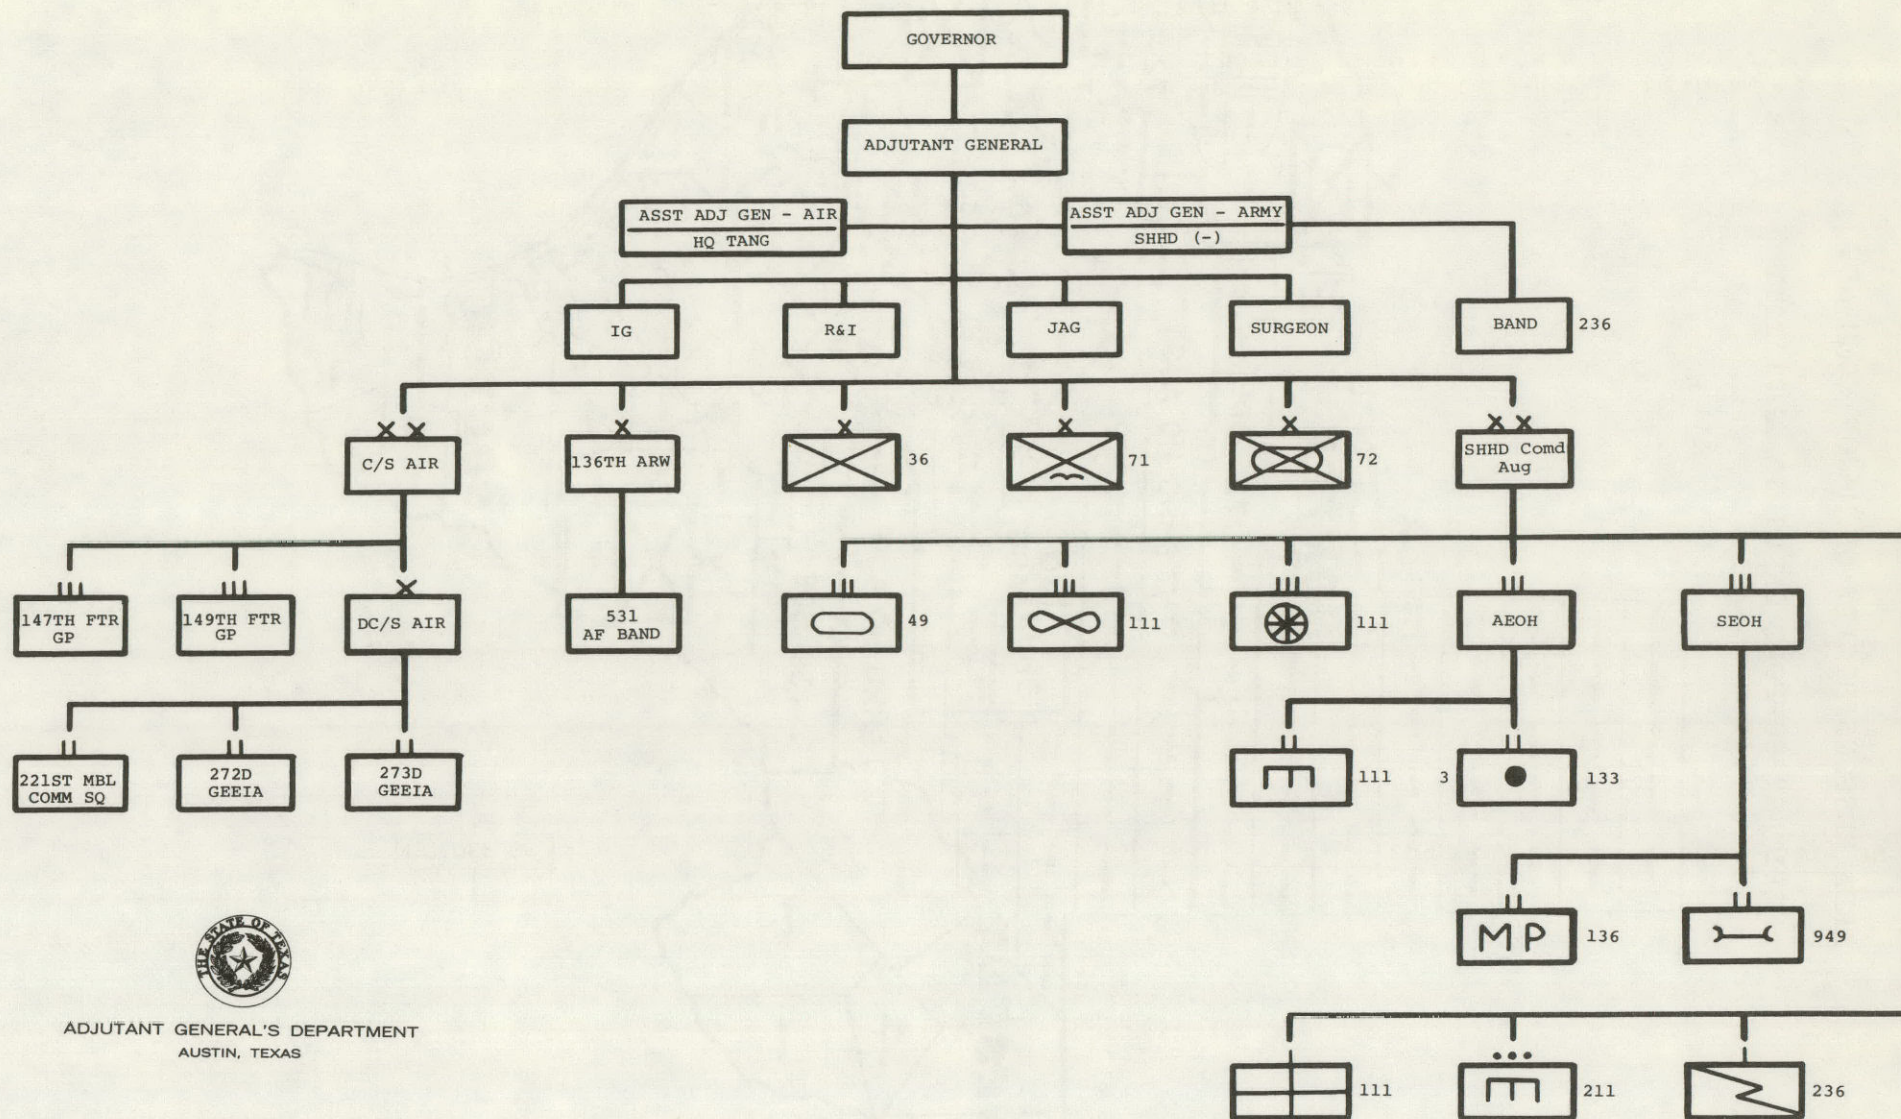 GOVERNOR
ADJUTANT GENERAL
ASST ADJ GEN - AIR
HQ TANG
ASST ADJ GEN - ARMY
SHHD (-)
IG
R&I
JAG
SURGEON
BAND
236
C/S AIR
136TH ARW
36
71
72
SHHD Comd
Aug
147TH FTR
GP
149TH FTR
GP
DC/S AIR
531
AF BAND
49
111
111
AEOH
SEOH
221ST MBL
COMM SQ
272D
GEEIA
273D
GEEIA
111
3
133
MP
136
949
THE STATE OF TEXAS
ADJUTANT GENERAL'S DEPARTMENT
AUSTIN, TEXAS
111
211
236